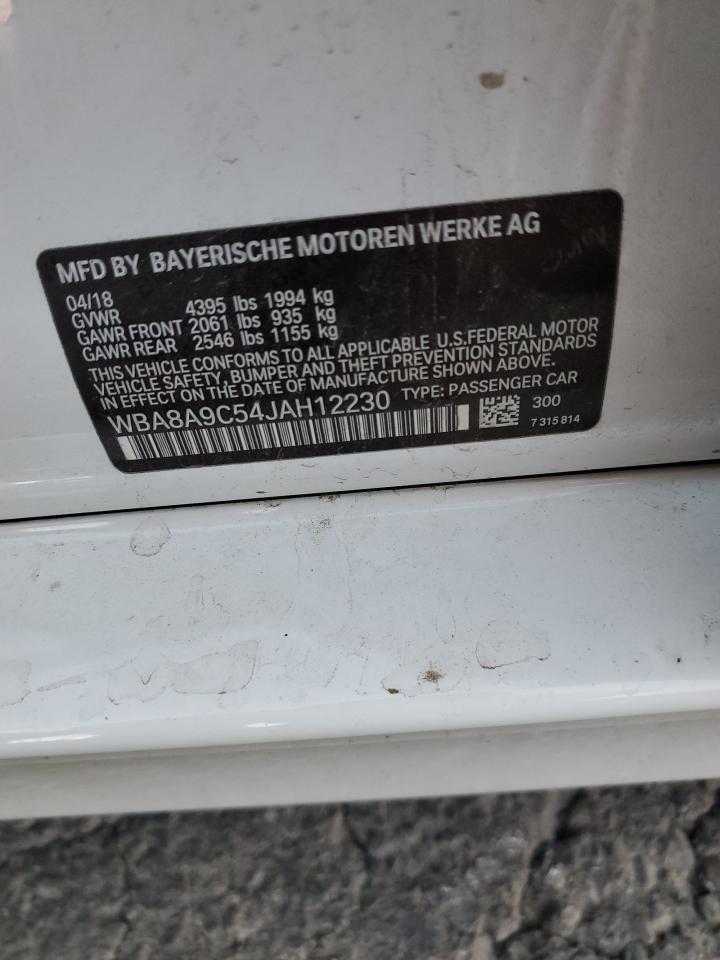 MFD BY BAYERISCHE MOTOREN WERKE AG
04/18
GVWR 4395 lbs 1994 kg
GAWR FRONT 2061 lbs 935 kg
GAWR REAR 2546 lbs 1155 kg
THIS VEHICLE CONFORMS TO ALL APPLICABLE U.S.FEDERAL MOTOR
VEHICLE SAFETY, BUMPER AND THEFT PREVENTION STANDARDS
IN EFFECT ON THE DATE OF MANUFACTURE SHOWN ABOVE.
WBA8A9C54JAH12230 TYPE: PASSENGER CAR
300
7 315 814